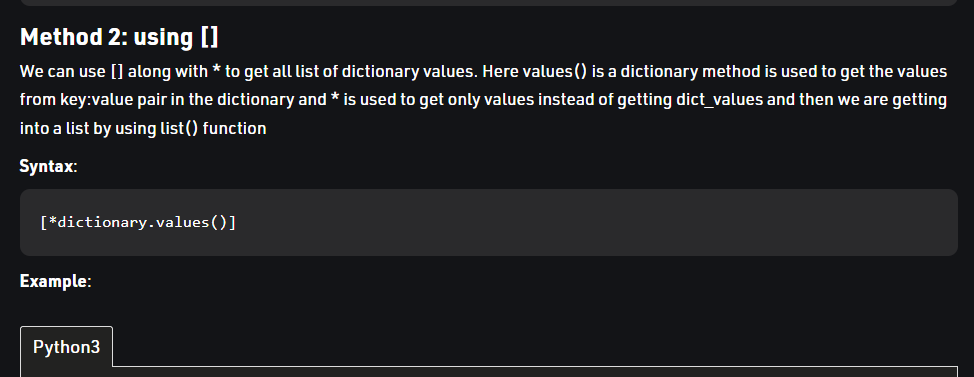 Method 2: using []
We can use [] along with * to get all list of dictionary values. Here values() is a dictionary method is used to get the values
from key:value pair in the dictionary and * is used to get only values instead of getting dict_values and then we are getting
into a list by using list() function
Syntax:
[*dictionary.values()]
Example:
Python3